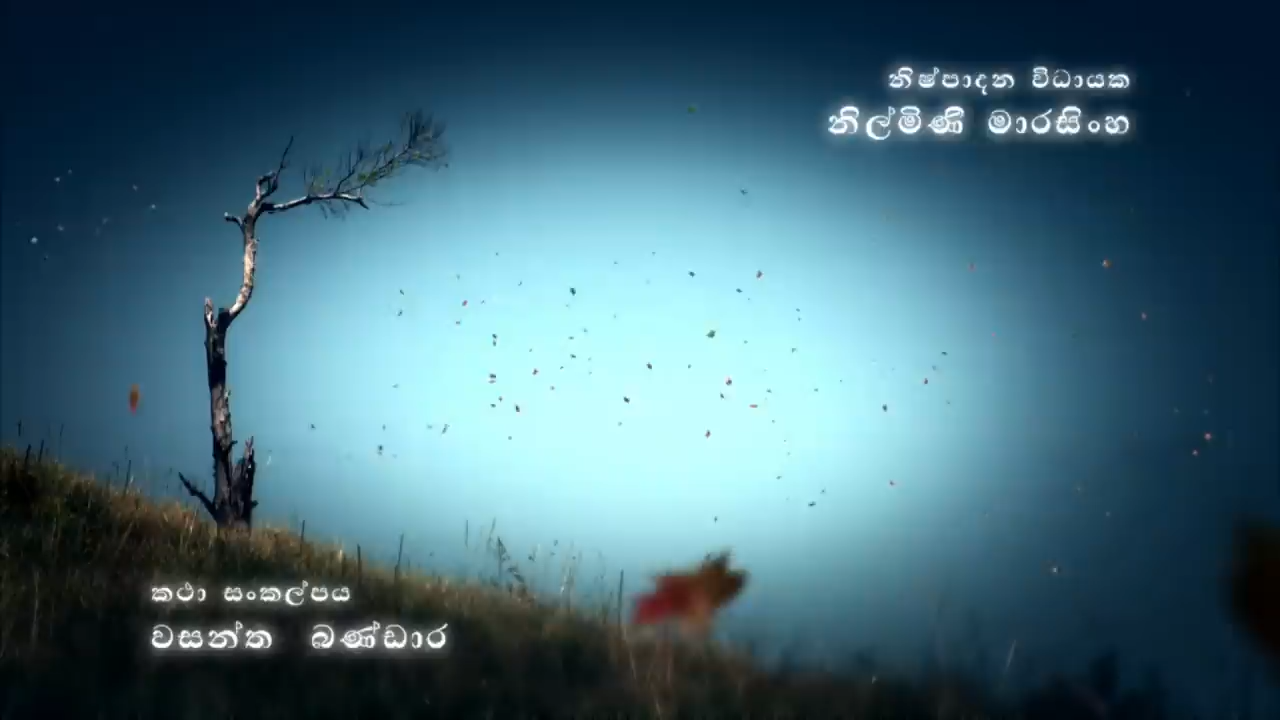 නිෂ්පාදන විධායක
නිල්මිණි මාරසිංහ
කථා සංකල්පය
වසන්ත බණ්ඩාර